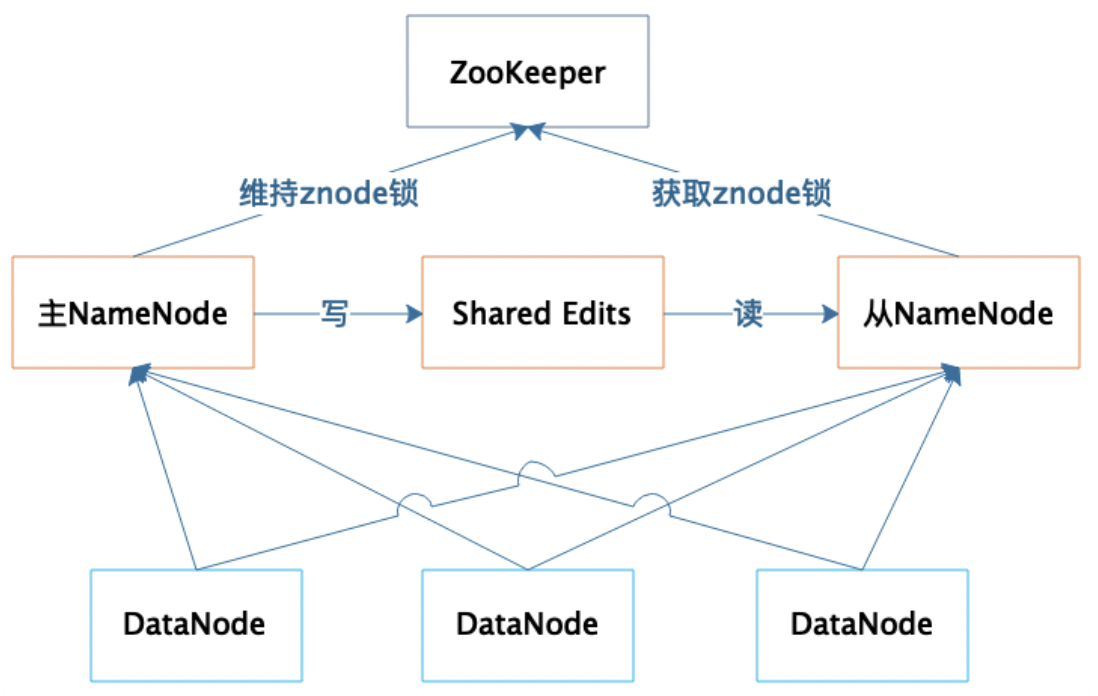 ZooKeeper
维持znode锁
获取znode锁
主NameNode
写
Shared Edits
读
从NameNode
DataNode
DataNode
DataNode